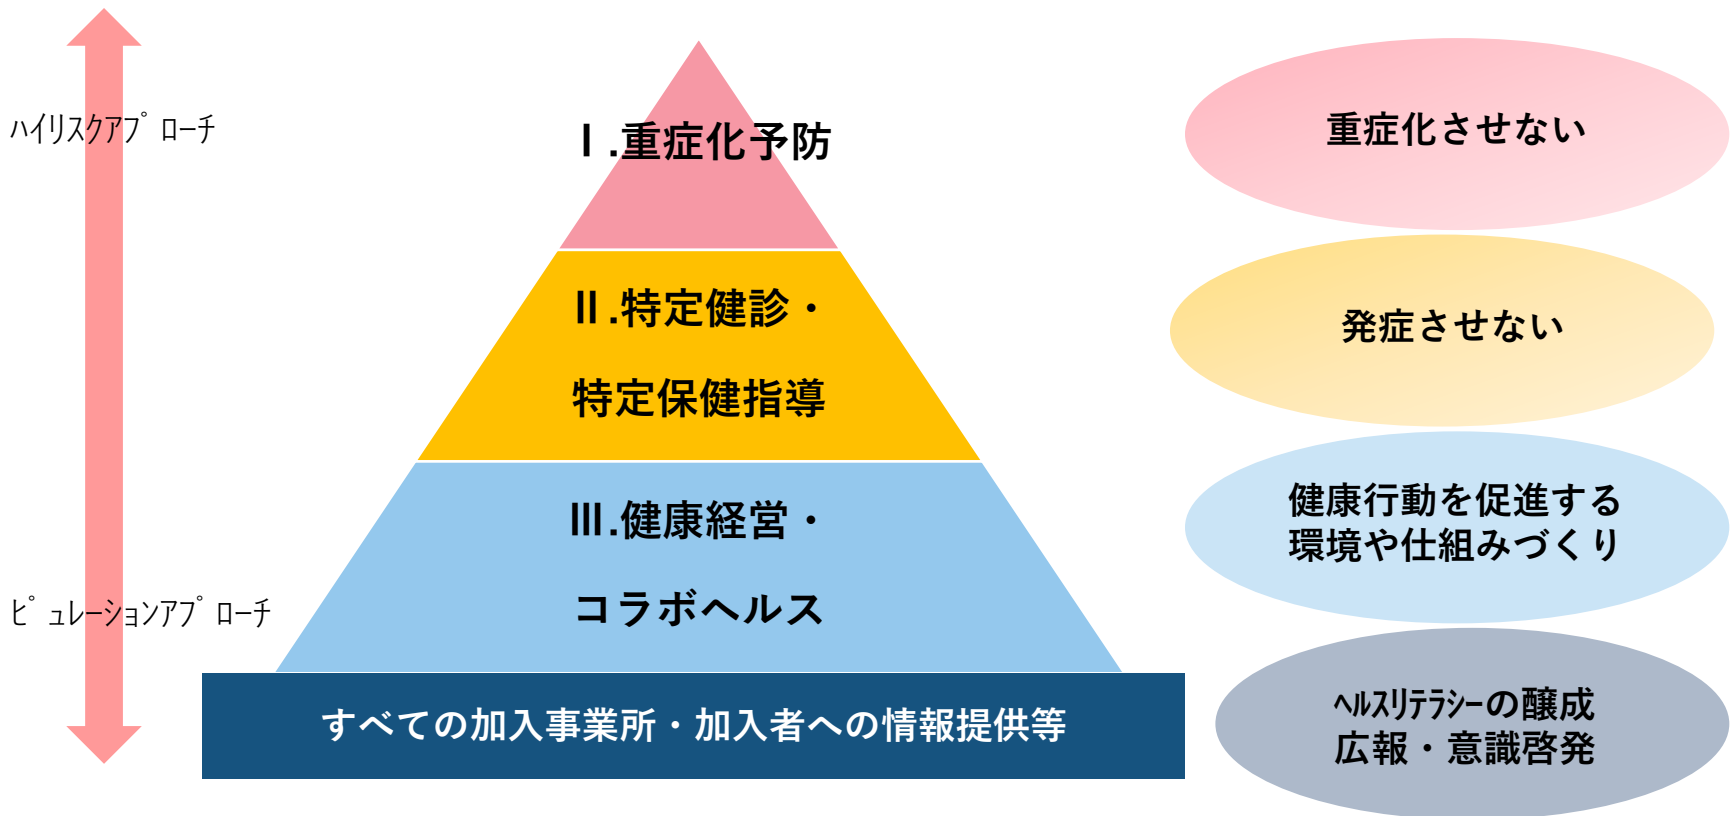 ﾊｲﾘｽｸｱﾌﾟﾛｰﾁ
Ⅰ.重症化予防
重症化させない
Ⅱ.特定健診・
特定保健指導
発症させない
Ⅲ.健康経営・
コラボヘルス
健康行動を促進する
環境や仕組みづくり
ﾋﾟｭﾚｰｼｮﾝｱﾌﾟﾛｰﾁ
すべての加入事業所・加入者への情報提供等
ﾍﾙｽﾘﾃﾗｼｰの醸成
広報・意識啓発